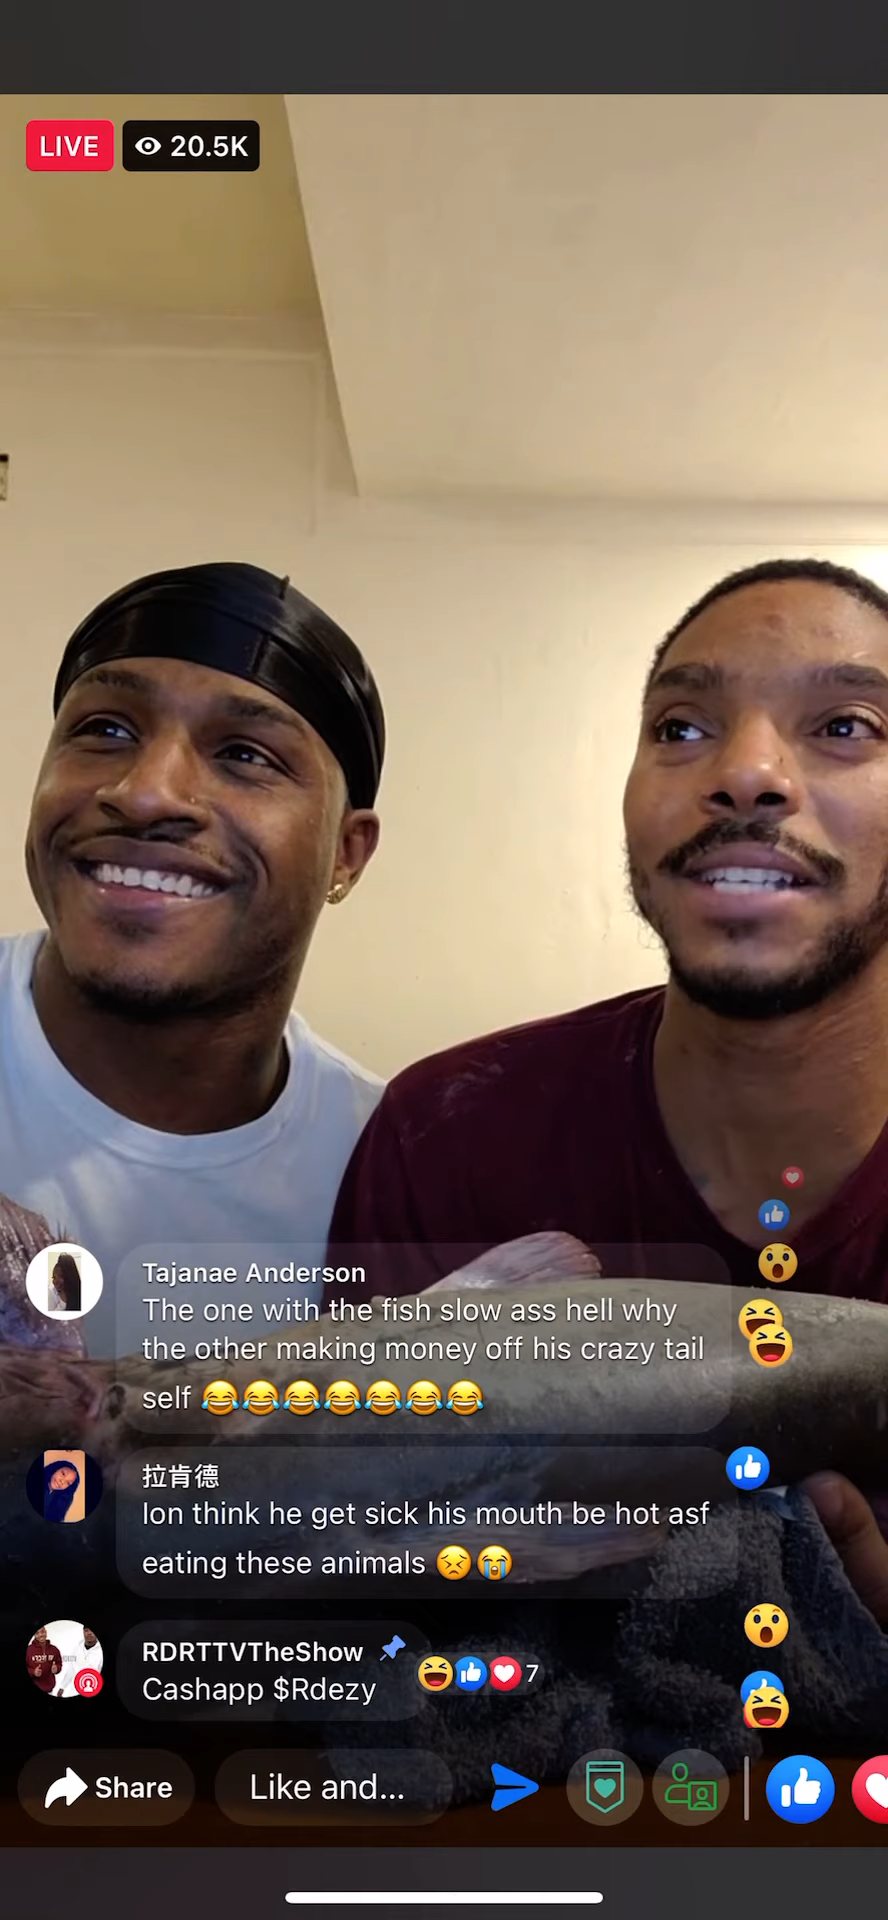 LIVE
20.5K
Tajanae Anderson
The one with the fish slow ass hell why
the other making money off his crazy tail
self 😂😂😂😂😂😂😂
拉肯德
Ion think he get sick his mouth be hot asf
eating these animals 😣😭
RDRTTVTheShow
Cashapp $Rdezy
7
Share
Like and...